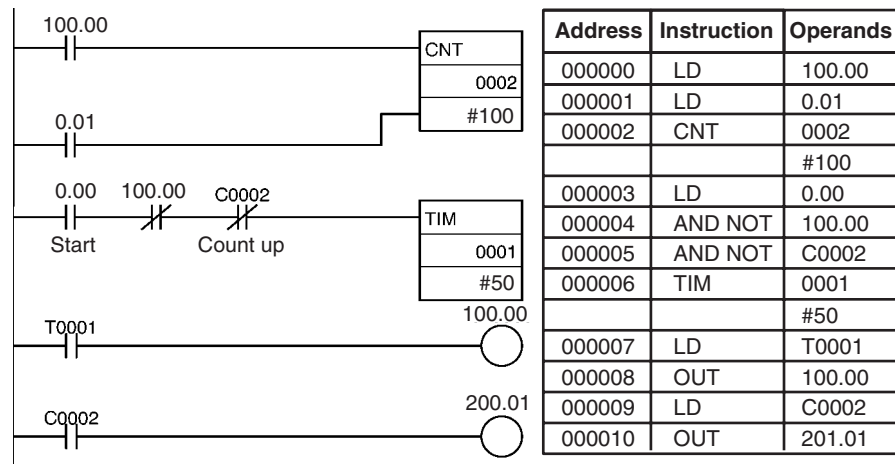 100.00
CNT
0002
#100
0.01
0.00 100.00 C0002
Start Count up
TIM
0001
#50
T0001 100.00
C0002 200.01
Address Instruction Operands
000000 LD 100.00
000001 LD 0.01
000002 CNT 0002
#100
000003 LD 0.00
000004 AND NOT 100.00
000005 AND NOT C0002
000006 TIM 0001
#50
000007 LD T0001
000008 OUT 100.00
000009 LD C0002
000010 OUT 201.01